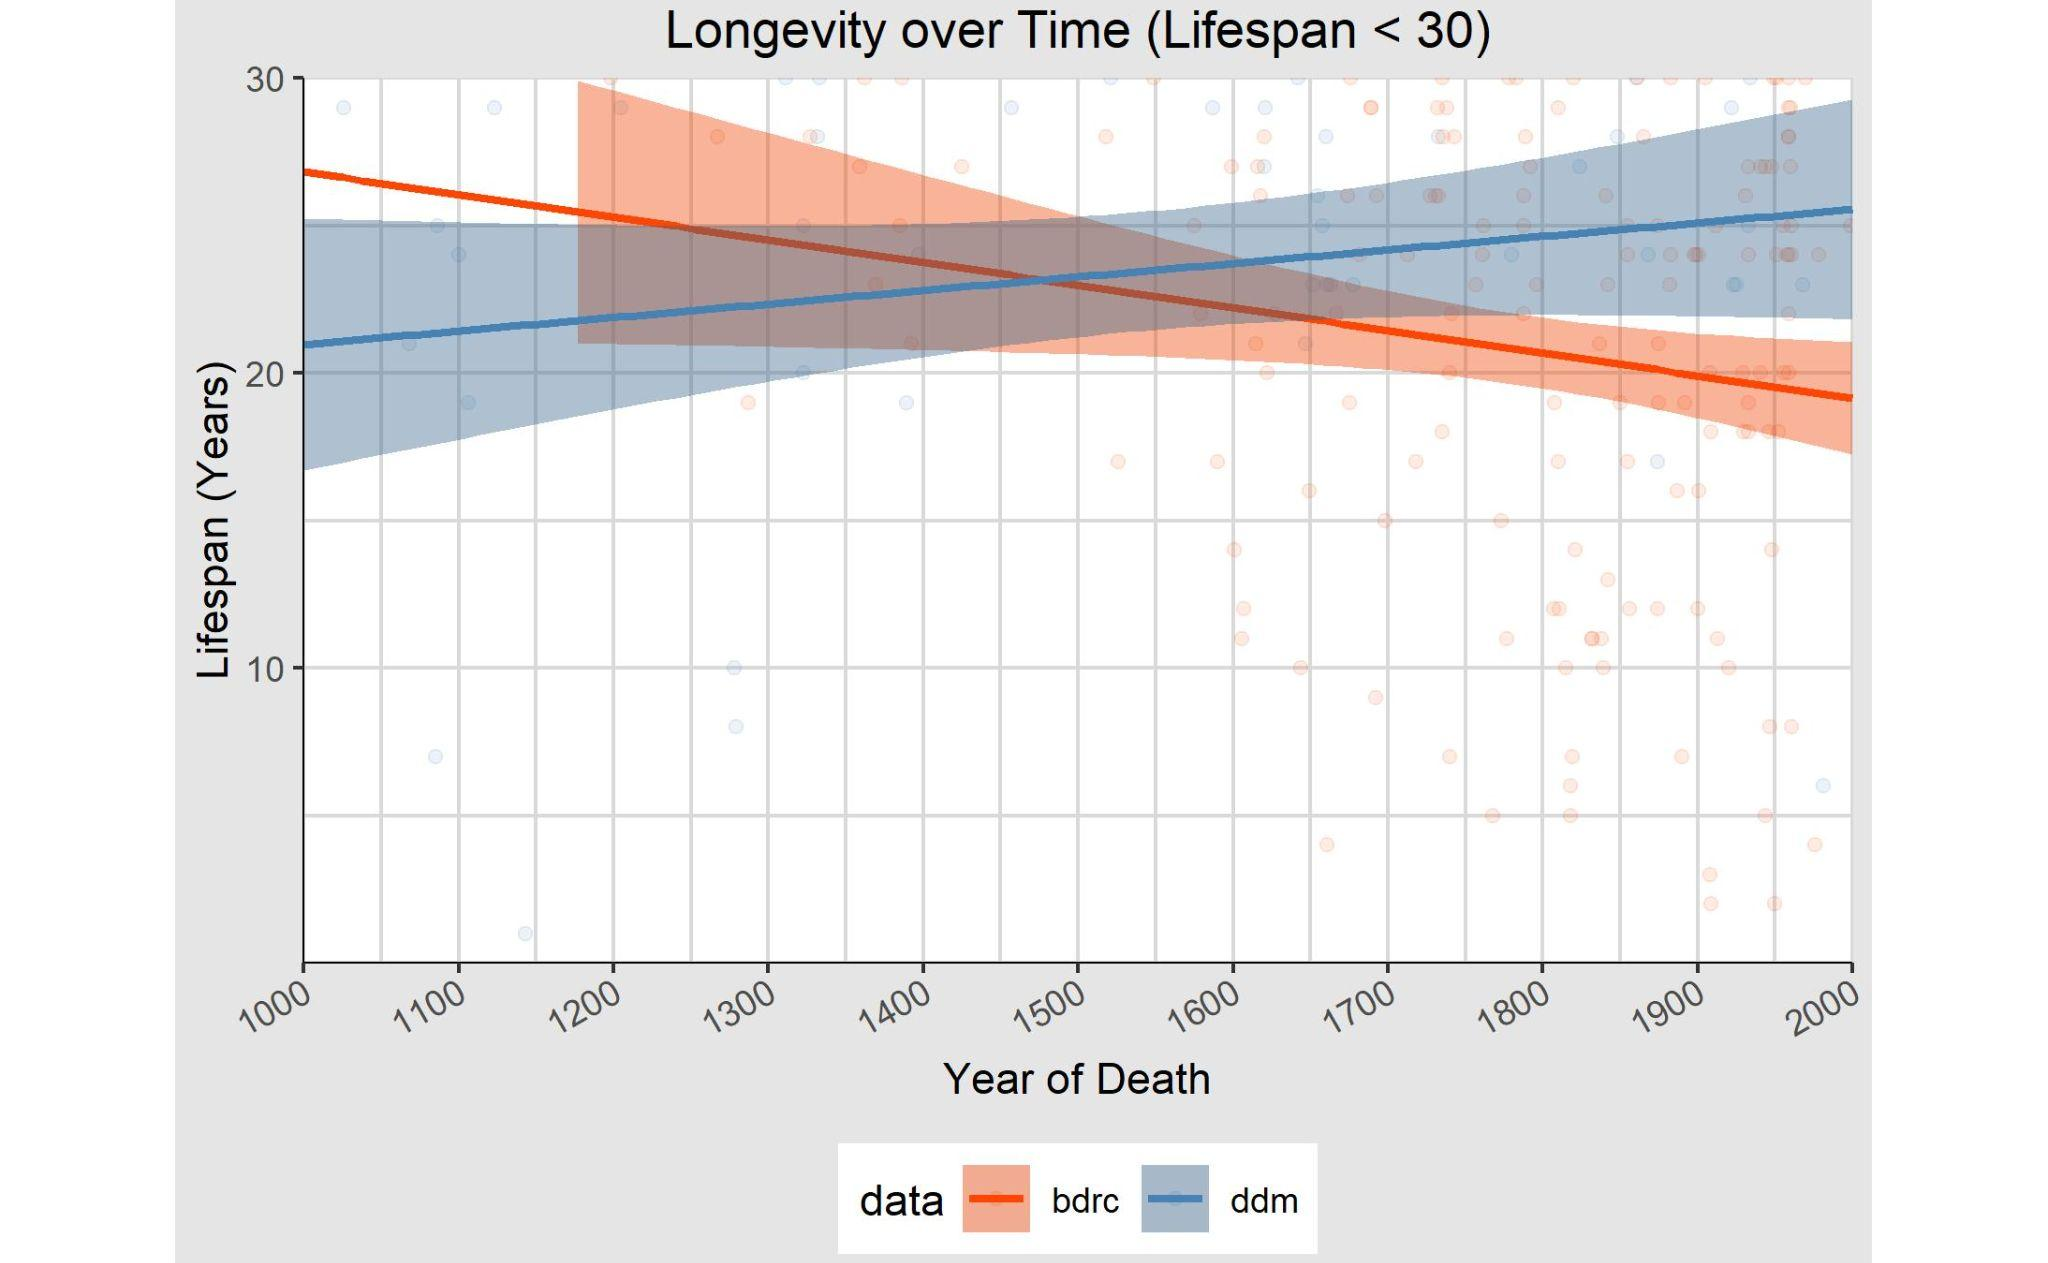 Longevity over Time (Lifespan < 30)
30
20
10
Lifespan (Years)
1000 1100 1200 1300 1400 1500 1600 1700 1800 1900 2000
Year of Death
data bdrc ddm